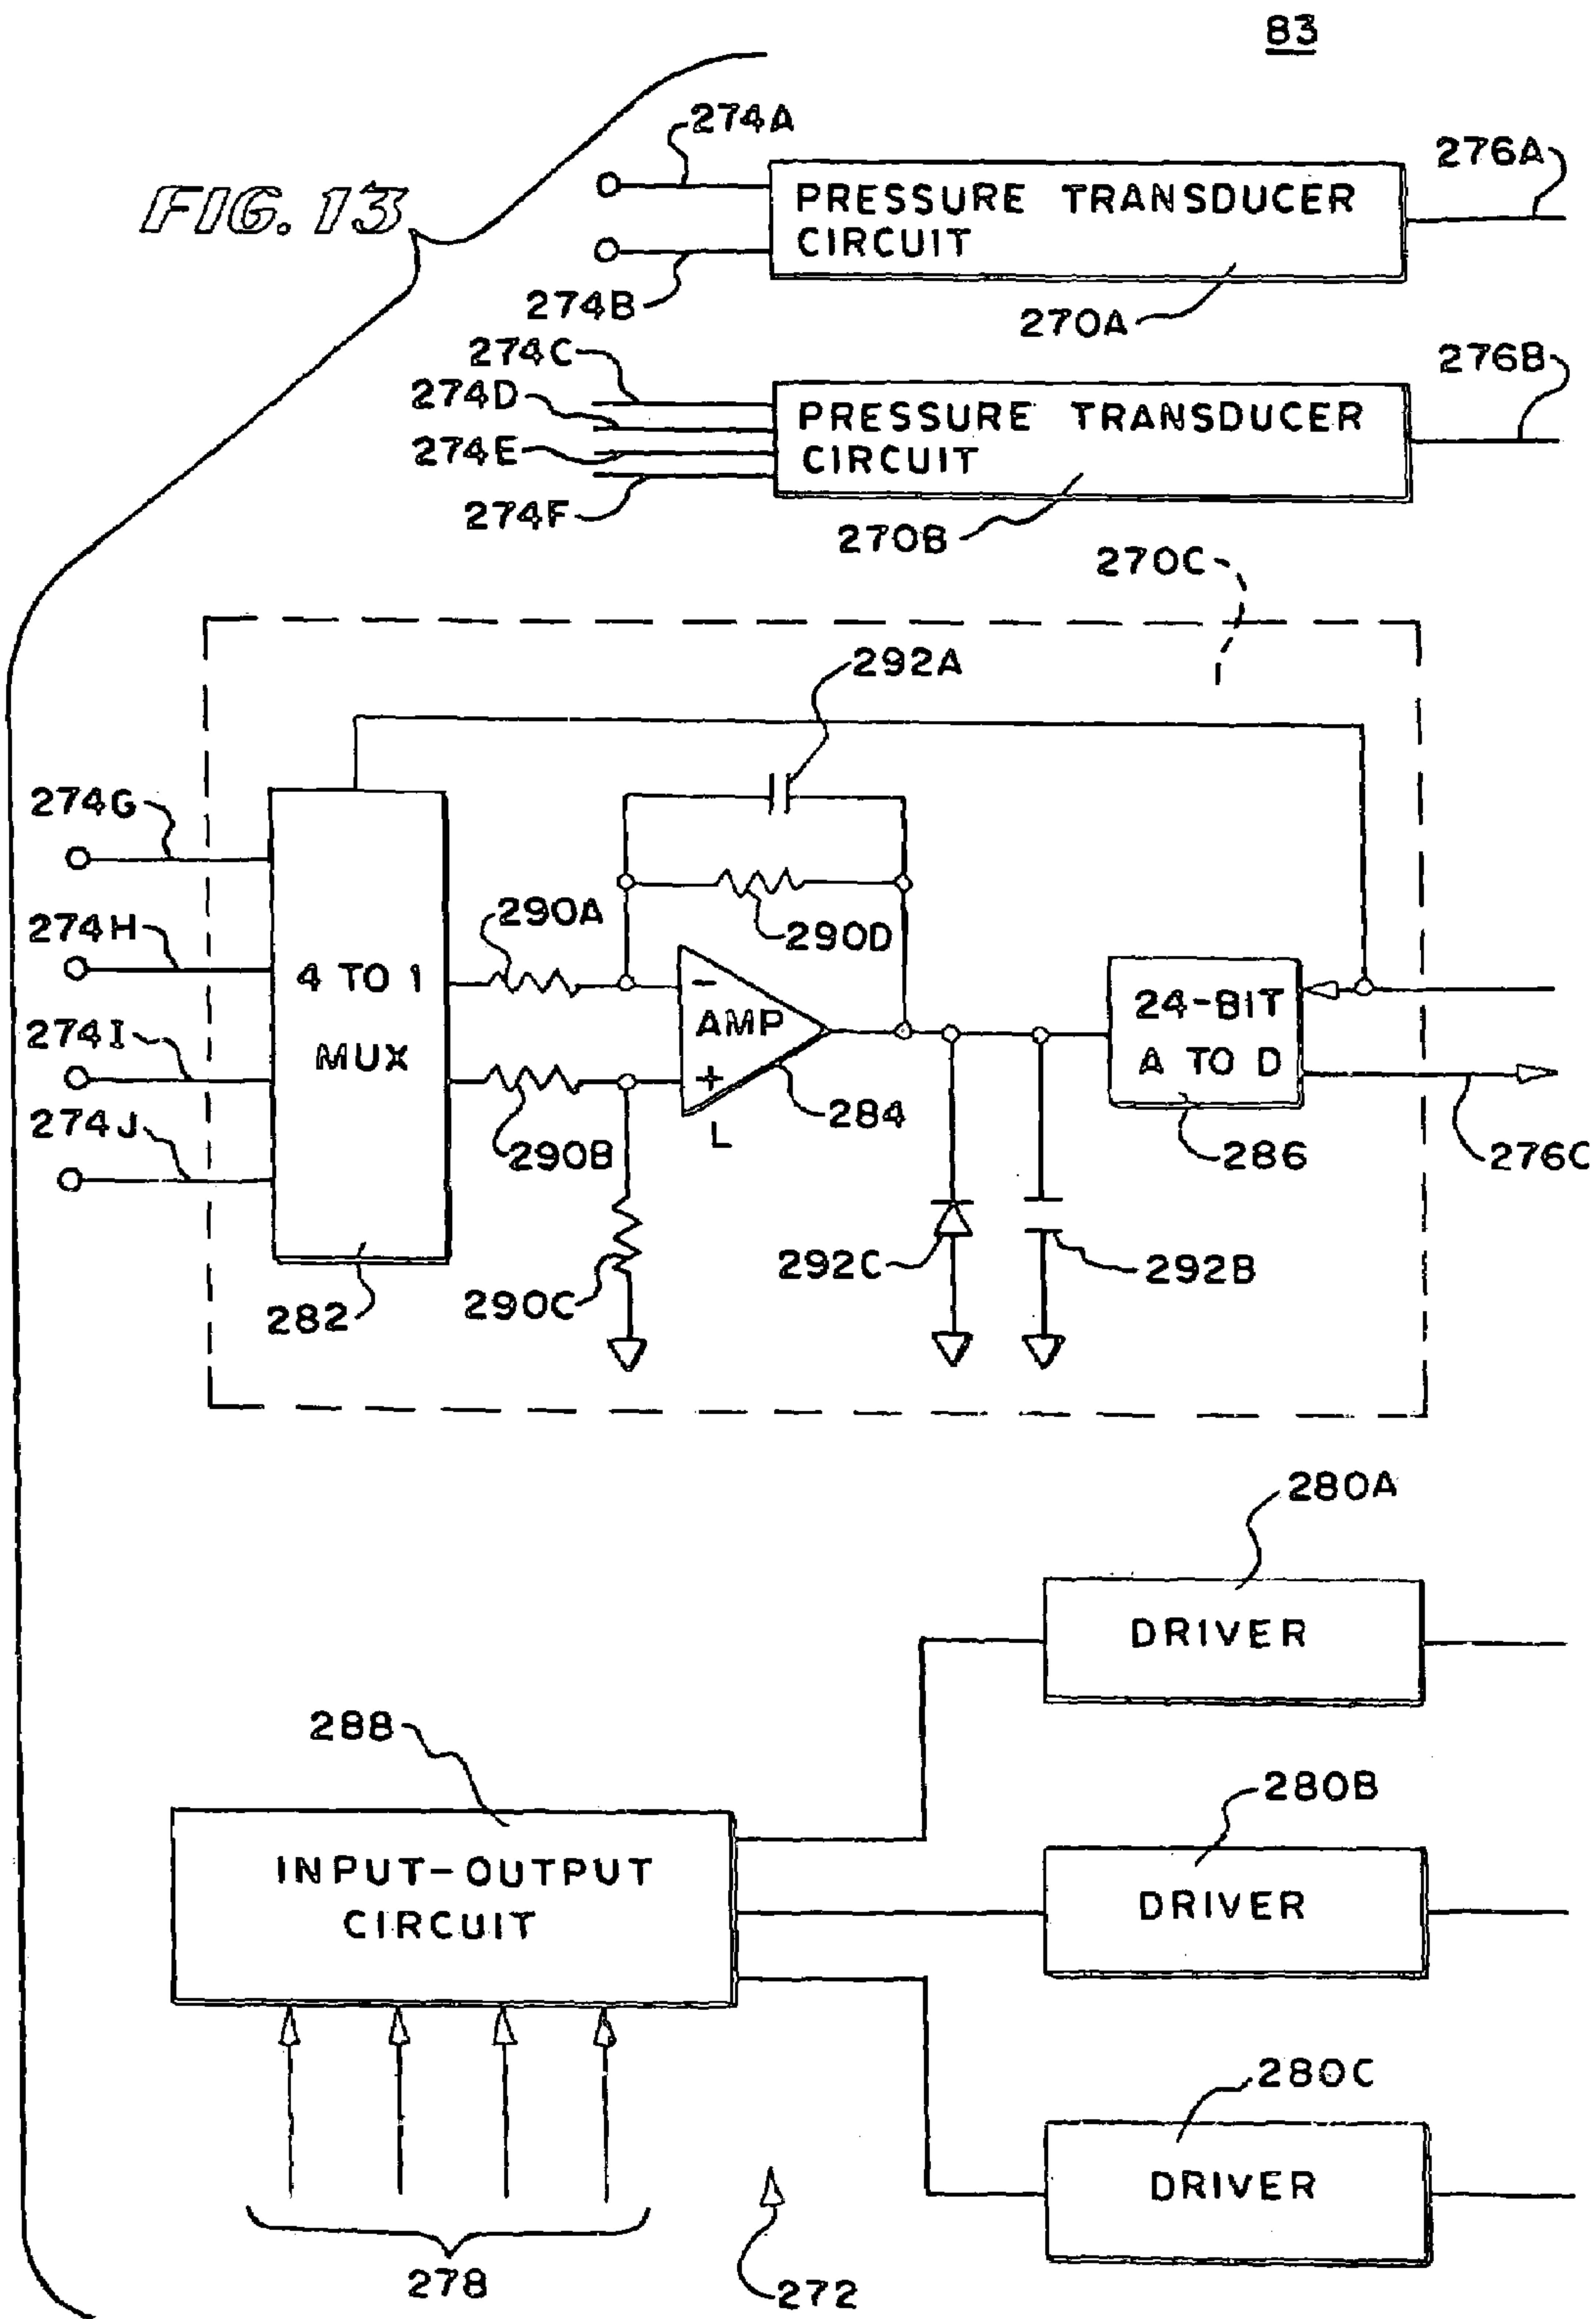 83
FIG. 13
274A
PRESSURE TRANSDUCER
CIRCUIT
276A
274B
270A
274C
274D
PRESSURE TRANSDUCER
CIRCUIT
276B
274E
274F
270B
270C
292A
274G
274H
274I
274J
4 TO 1
MUX
282
290A
290D
-
AMP
+
284
L
290B
290C
292C
292B
24-BIT
A TO D
286
276C
280A
DRIVER
288
INPUT-OUTPUT
CIRCUIT
280B
DRIVER
280C
DRIVER
278
272